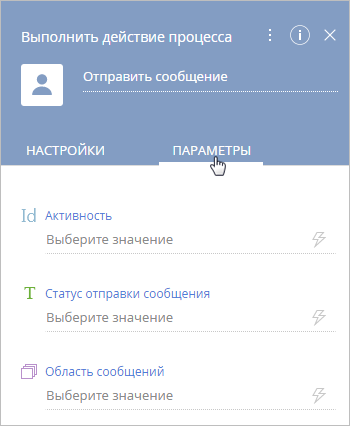 Выполнить действие процесса
Отправить сообщение
НАСТРОЙКИ ПАРАМЕТРЫ
Id Активность
Выберите значение
T Статус отправки сообщения
Выберите значение
Область сообщений
Выберите значение